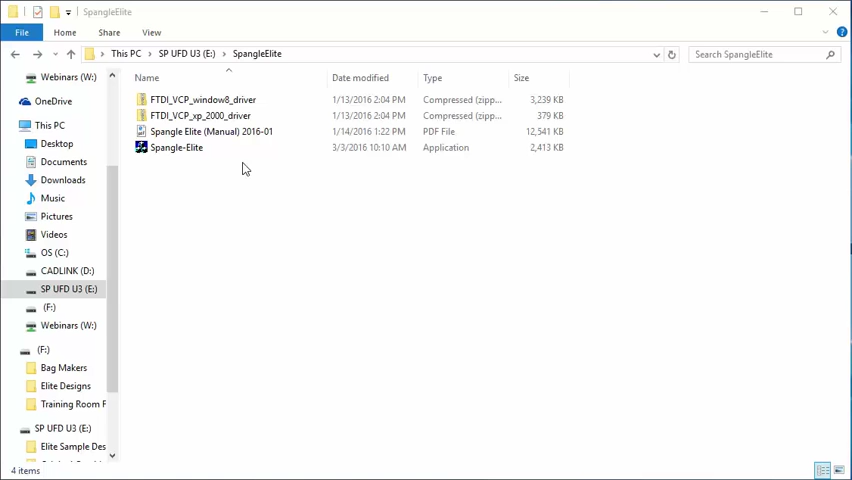 SpangleElite
File Home Share View
This PC SP UFD U3 (E:) SpangleElite
Search SpangleElite
Name Date modified Type Size
FTDI_VCP_window8_driver 1/13/2016 2:04 PM Compressed (zipp... 3,239 KB
FTDI_VCP_xp_2000_driver 1/13/2016 2:04 PM Compressed (zipp... 379 KB
Spangle Elite (Manual) 2016-01 1/14/2016 1:22 PM PDF File 12,541 KB
Spangle-Elite 3/3/2016 10:10 AM Application 2,413 KB
Webinars (W:)
OneDrive
This PC
Desktop
Documents
Downloads
Music
Pictures
Videos
OS (C:)
CADLINK (D:)
SP UFD U3 (E:)
(F:)
Webinars (W:)
(F:)
Bag Makers
Elite Designs
Training Room F
SP UFD U3 (E:)
Elite Sample Des
4 items